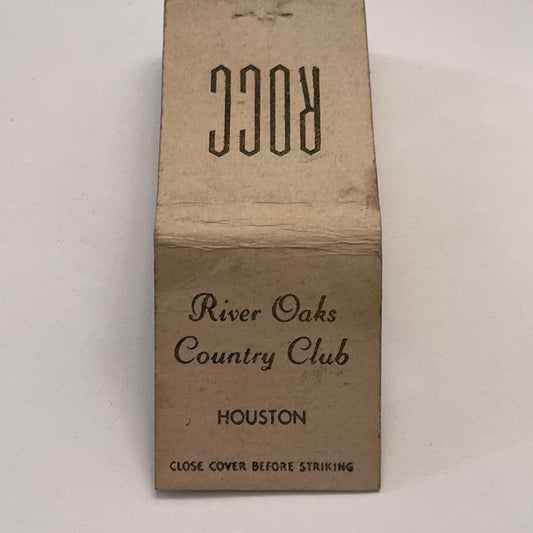 ROCC
River Oaks
Country Club
HOUSTON
CLOSE COVER BEFORE STRIKING